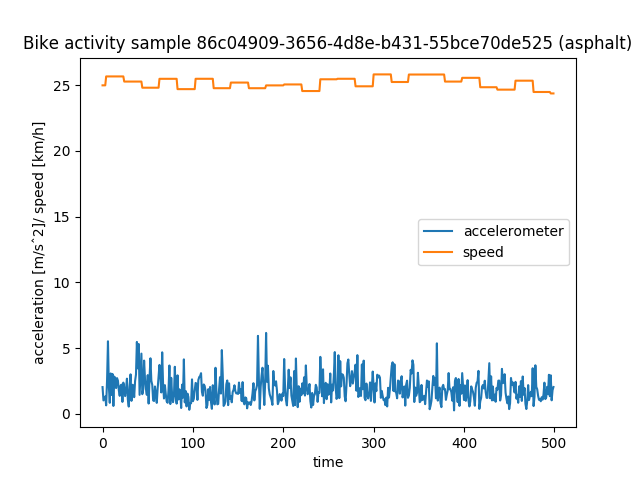 Bike activity sample 86c04909-3656-4d8e-b431-55bce70de525 (asphalt)
acceleration [m/s^2]/ speed [km/h]
25
20
15
10
5
0
accelerometer
speed
0 100 200 300 400 500
time